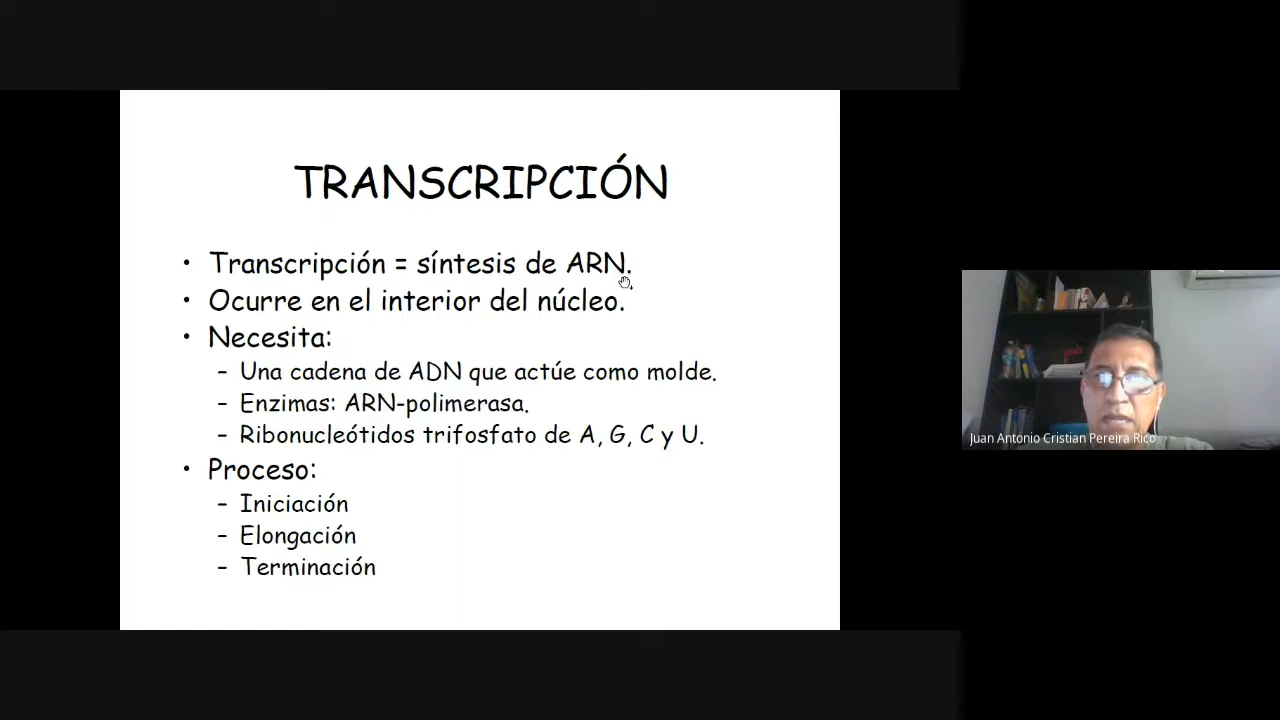 TRANSCRIPCIÓN
• Transcripción = síntesis de ARN.
• Ocurre en el interior del núcleo.
• Necesita:
– Una cadena de ADN que actúe como molde.
– Enzimas: ARN-polimerasa.
– Ribonucleótidos trifosfato de A, G, C y U.
• Proceso:
– Iniciación
– Elongación
– Terminación
Juan Antonio Cristian Pereira Rico